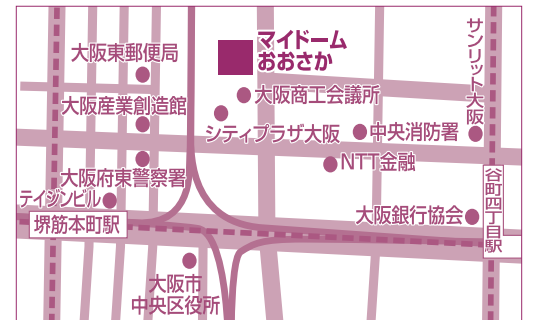 マイドーム
おおさか
大阪東郵便局
サンリット大阪
大阪商工会議所
大阪産業創造館
シティプラザ大阪
中央消防署
NTT金融
大阪府東警察署
谷町四丁目駅
テイジンビル
堺筋本町駅
大阪銀行協会
大阪市
中央区役所